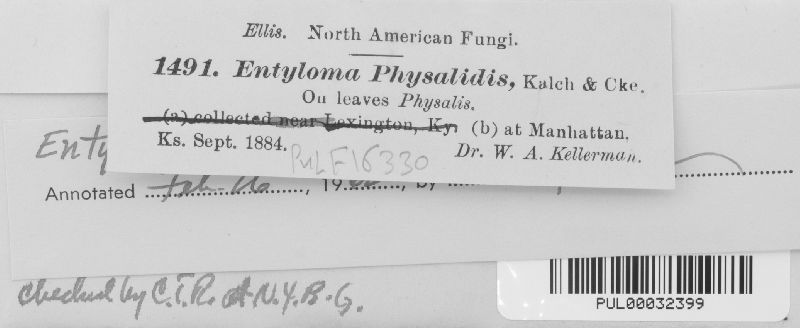 Ellis. North American Fungi.
1491. Entyloma Physalidis, Kalch & Cke.
On leaves Physalis.
(a) collected near Lexington, Ky. (b) at Manhattan,
Ks. Sept. 1884. Dr. W. A. Kellerman.
PUL F16330
Enty
Annotated , 19 , by
checked by C.T.R. at N.Y.B.G.
PUL00032399